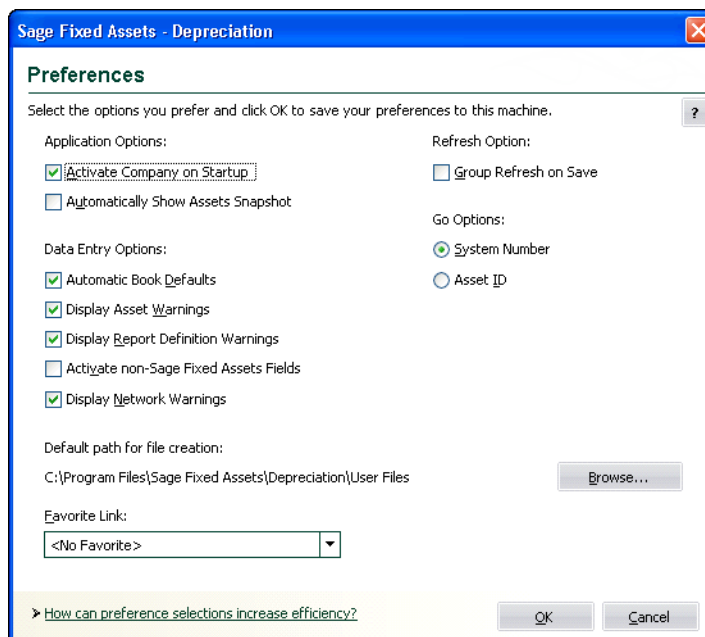 Sage Fixed Assets - Depreciation
Preferences
Select the options you prefer and click OK to save your preferences to this machine.
?
Application Options:
Activate Company on Startup
Automatically Show Assets Snapshot
Refresh Option:
Group Refresh on Save
Go Options:
System Number
Asset ID
Data Entry Options:
Automatic Book Defaults
Display Asset Warnings
Display Report Definition Warnings
Activate non-Sage Fixed Assets Fields
Display Network Warnings
Default path for file creation:
C:\Program Files\Sage Fixed Assets\Depreciation\User Files
Browse...
Favorite Link:
<No Favorite>
How can preference selections increase efficiency?
OK
Cancel